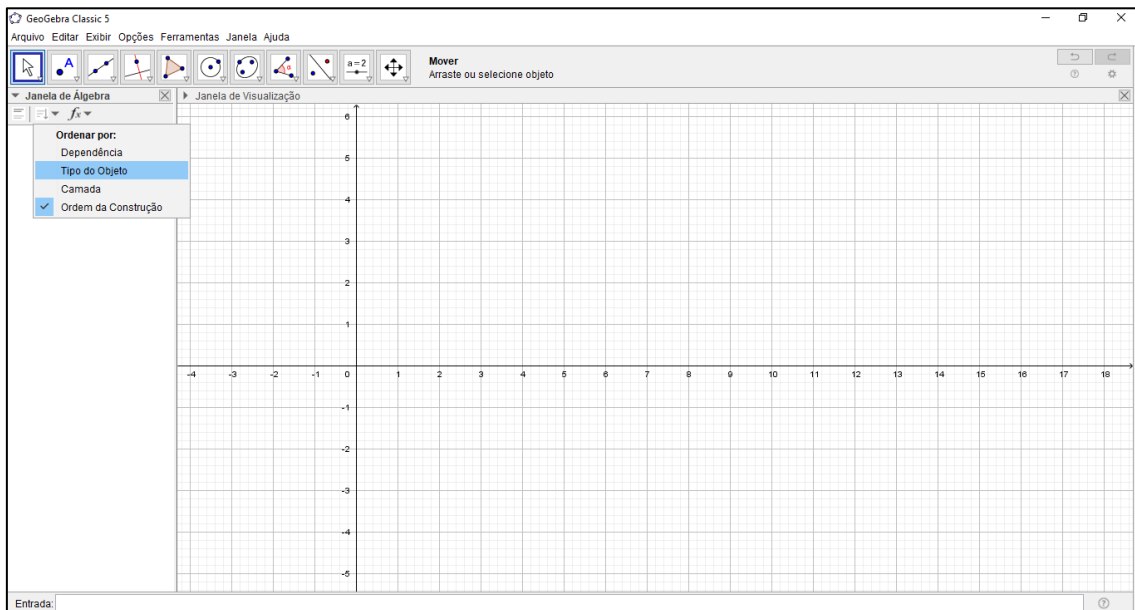 GeoGebra Classic 5
Arquivo Editar Exibir Opções Ferramentas Janela Ajuda
A
α
a=2
Mover
Arraste ou selecione objeto
Janela de Álgebra
Janela de Visualização
fx
Ordenar por:
Dependência
Tipo do Objeto
Camada
Ordem da Construção
6
5
4
3
2
1
-4 -3 -2 -1 0 1 2 3 4 5 6 7 8 9 10 11 12 13 14 15 16 17 18
-1
-2
-3
-4
-5
Entrada: